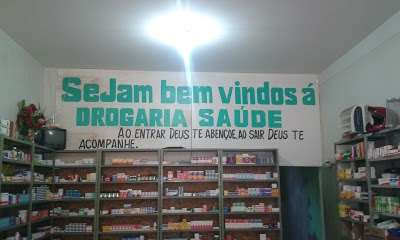 SeJam bem vindos á
DROGARIA SAÚDE
AO ENTRAR DEUS TE ABENÇOE, AO SAIR DEUS TE
ACOMPANHE.